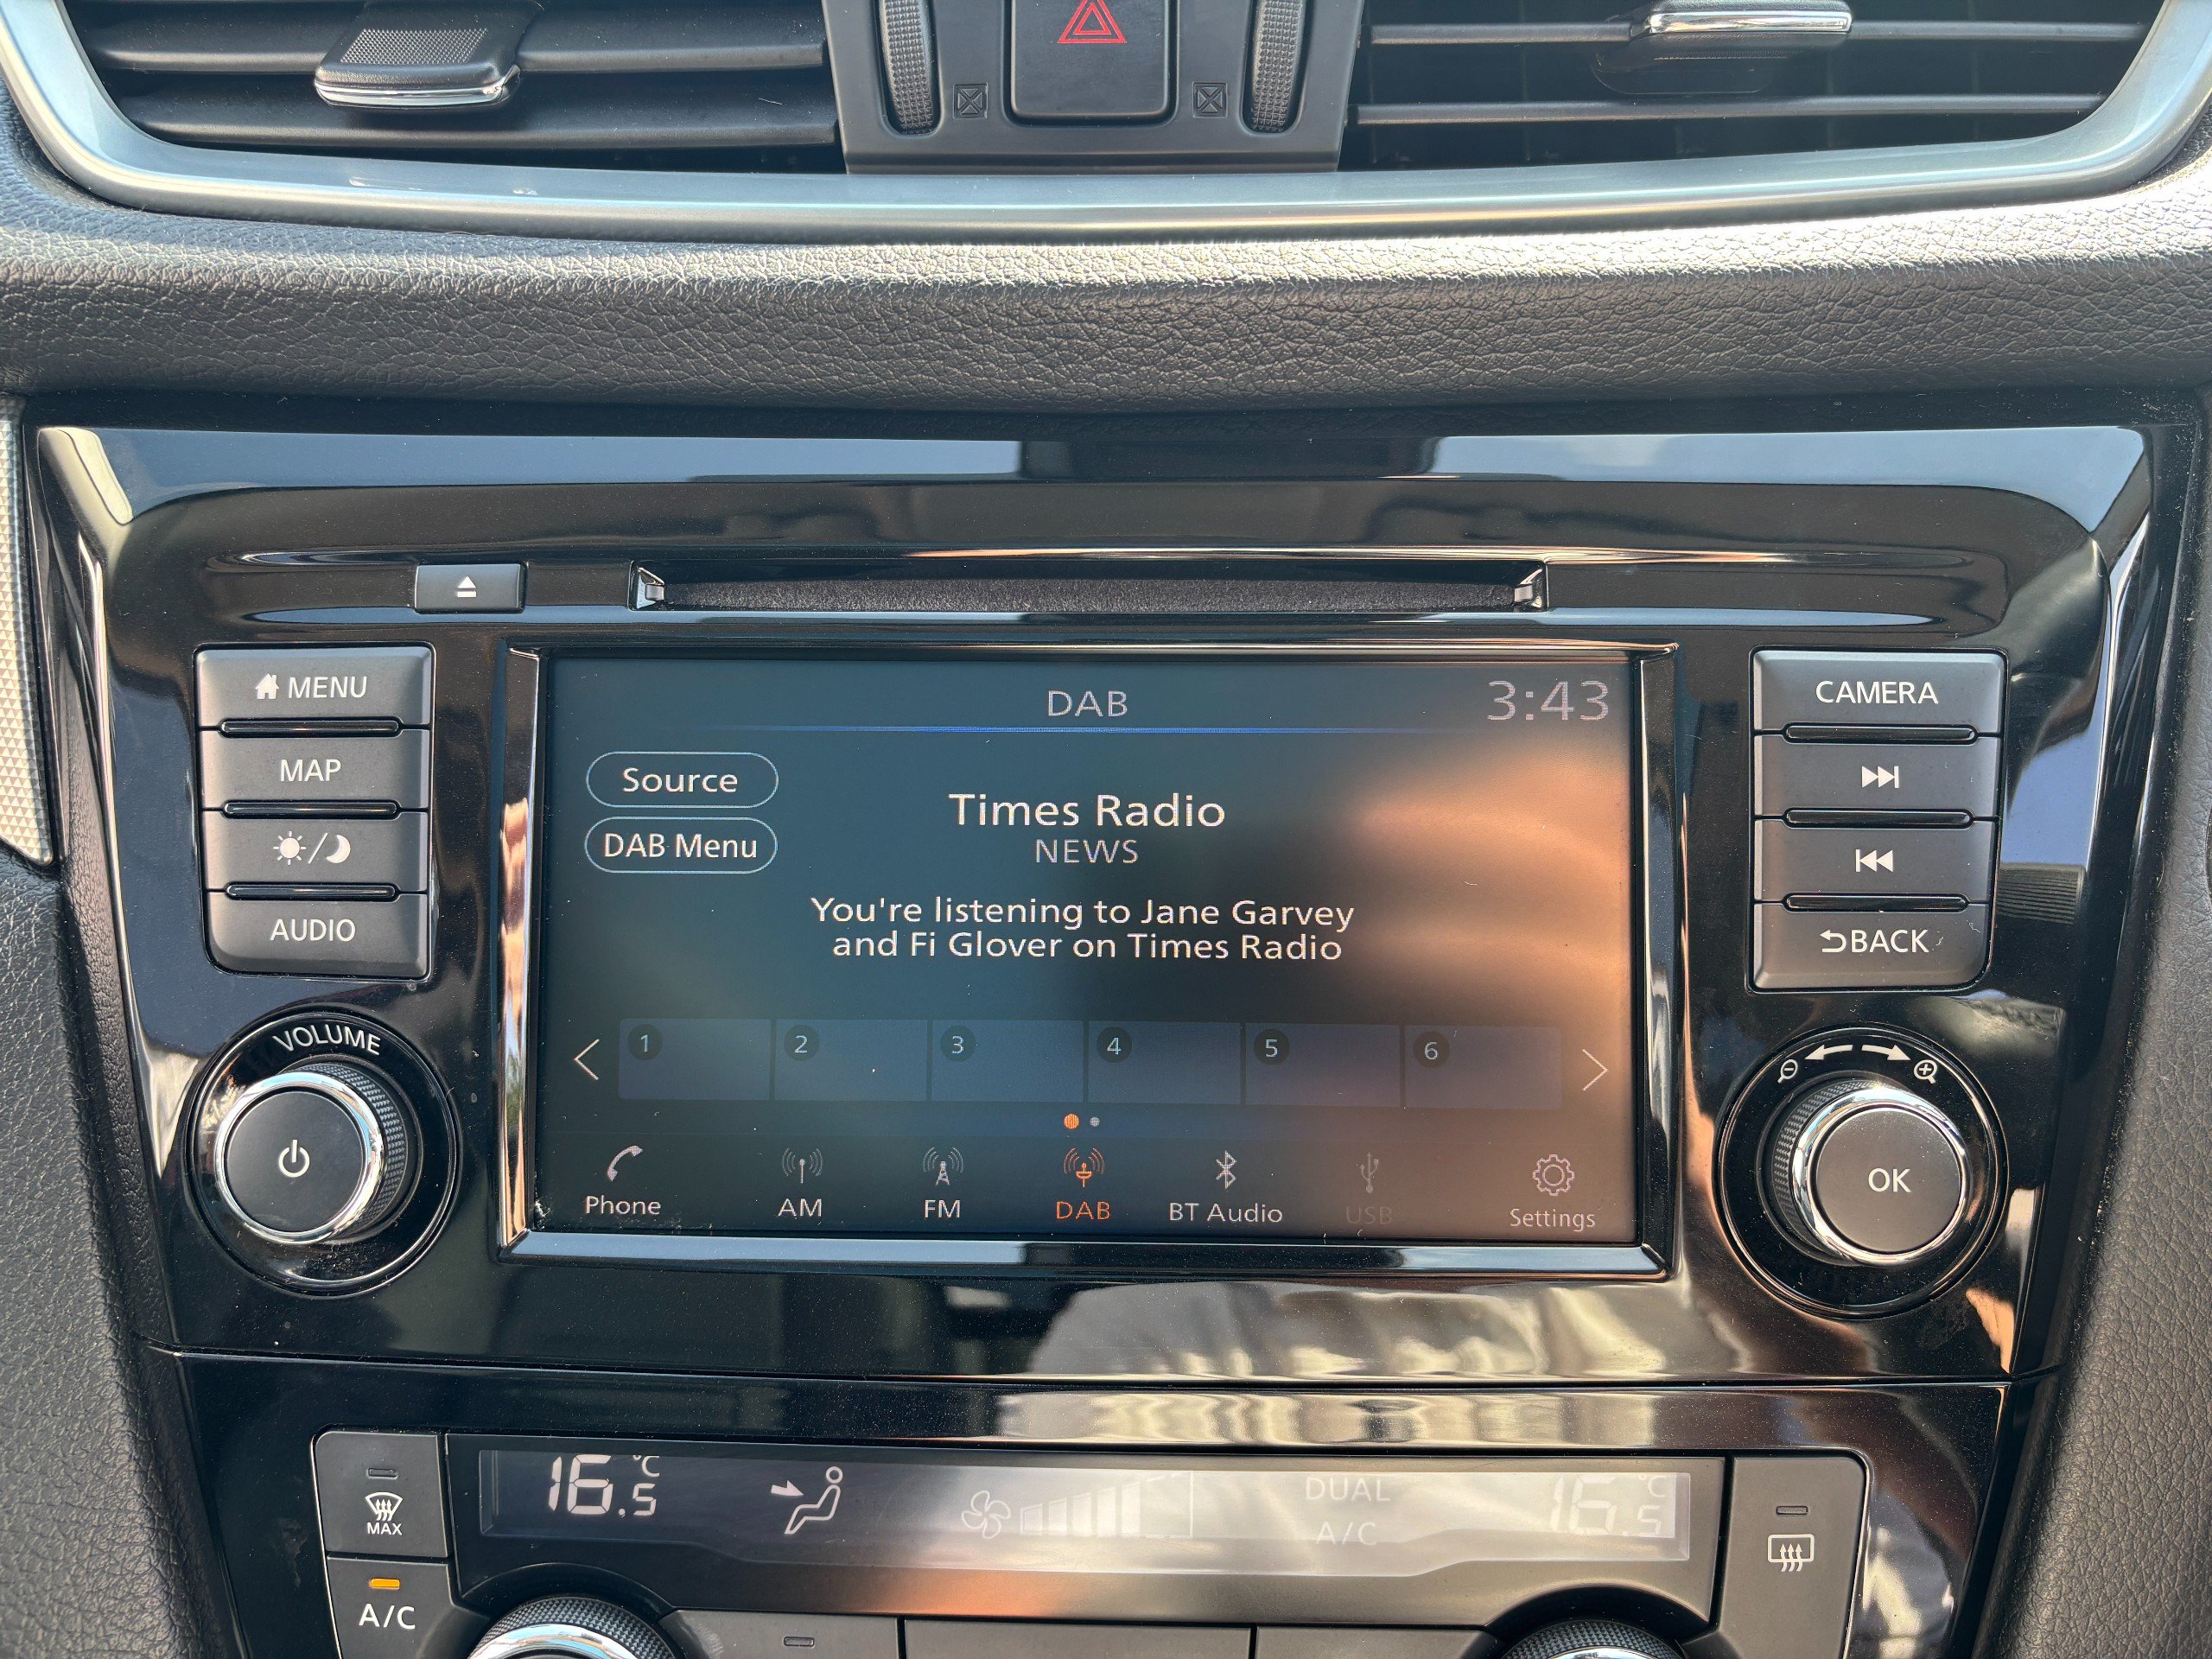 MENU
MAP
AUDIO
VOLUME
DAB
3:43
Source
DAB Menu
Times Radio
NEWS
You're listening to Jane Garvey
and Fi Glover on Times Radio
1 2 3 4 5 6
Phone AM FM DAB BT Audio USB Settings
CAMERA
BACK
OK
MAX
A/C
16.5 °C
DUAL
A/C
16.5 °C